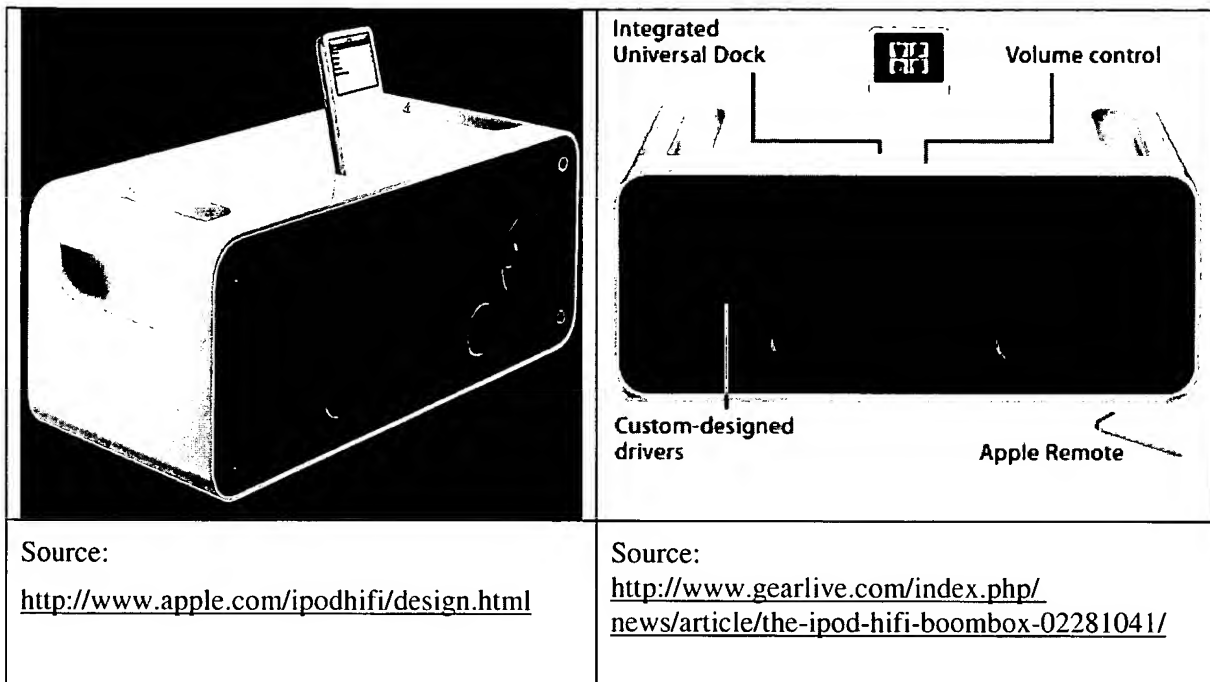 Integrated
Universal Dock
Volume control
Custom-designed
drivers
Apple Remote
Source:
http://www.apple.com/ipodhifi/design.html
Source:
http://www.gearlive.com/index.php/
news/article/the-ipod-hifi-boombox-02281041/